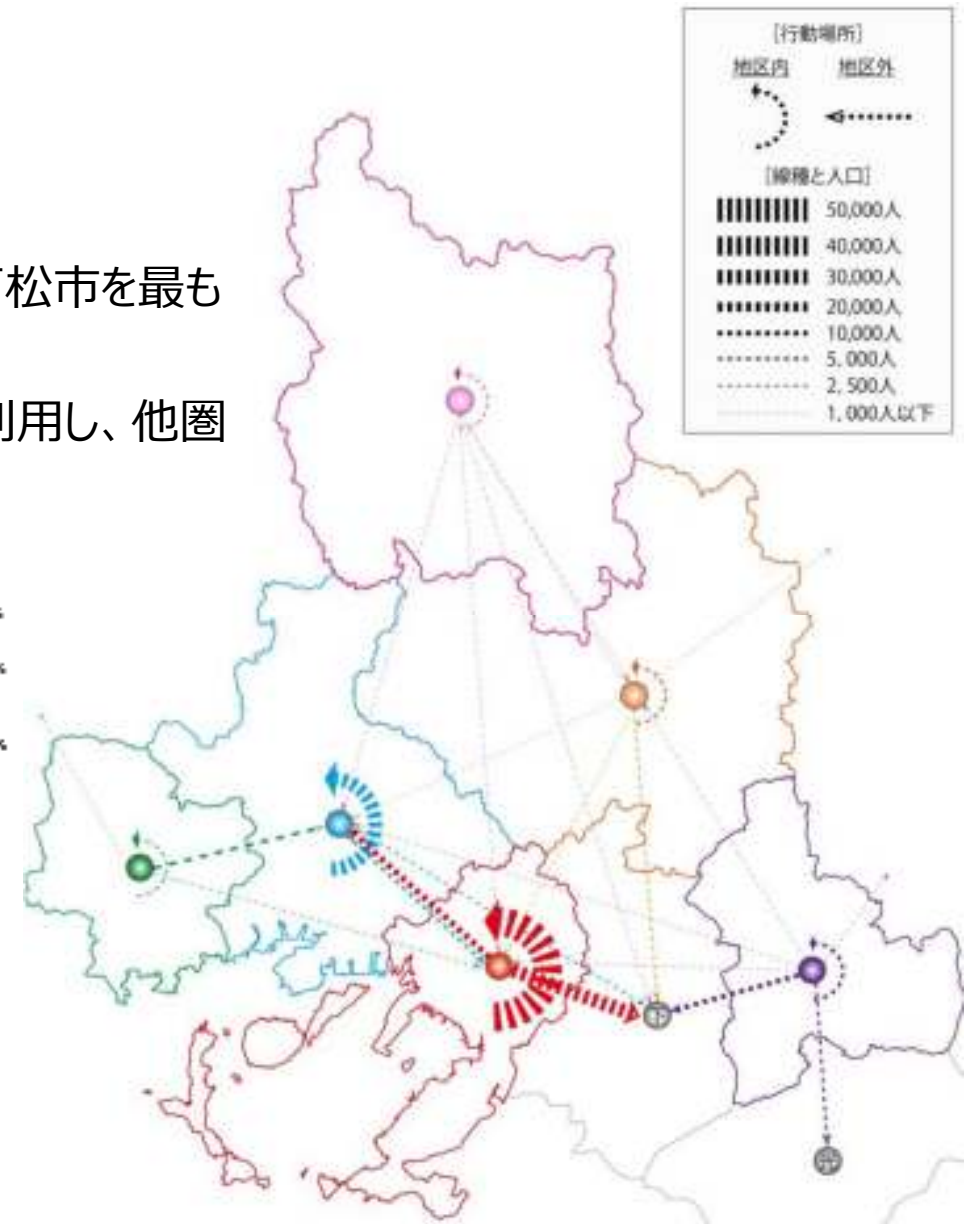 [行動場所]
地区内 地区外
[線種と人口]
50,000人
40,000人
30,000人
20,000人
10,000人
5,000人
2,500人
1,000人以下
松市を最も
利用し、他圏
下